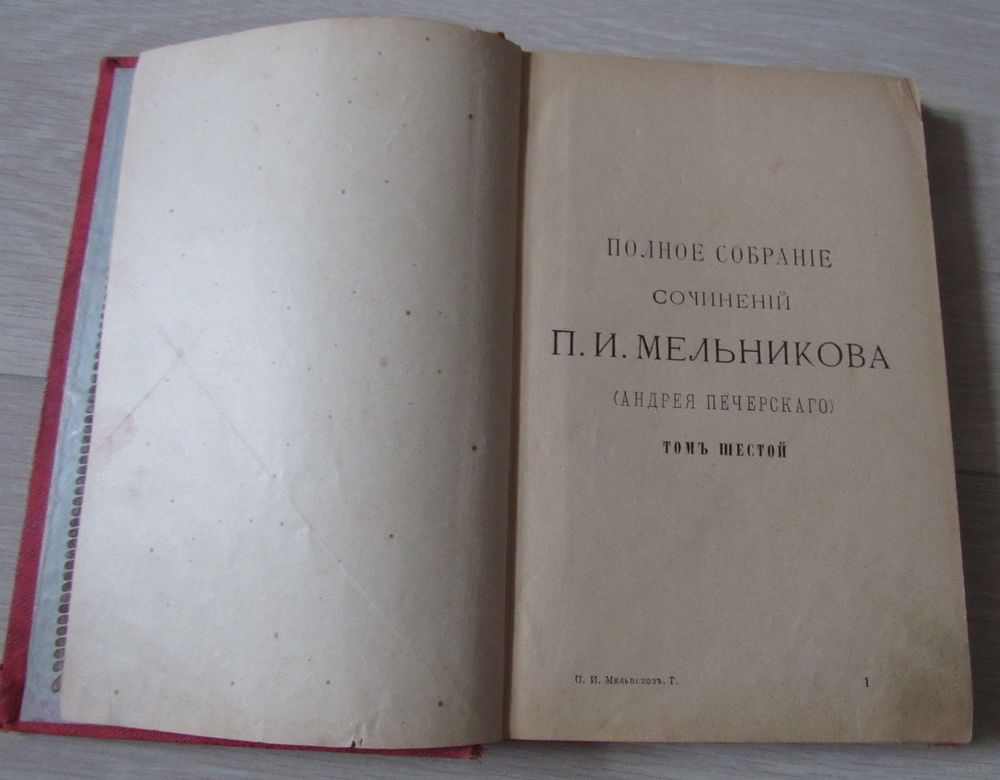 ПОЛНОЕ СОБРАНІЕ
СОЧИНЕНІЙ
П. И. МЕЛЬНИКОВА
(АНДРЕЯ ПЕЧЕРСКАГО)
ТОМЪ ШЕСТОЙ
П. И. Мельниковъ, Т.
1